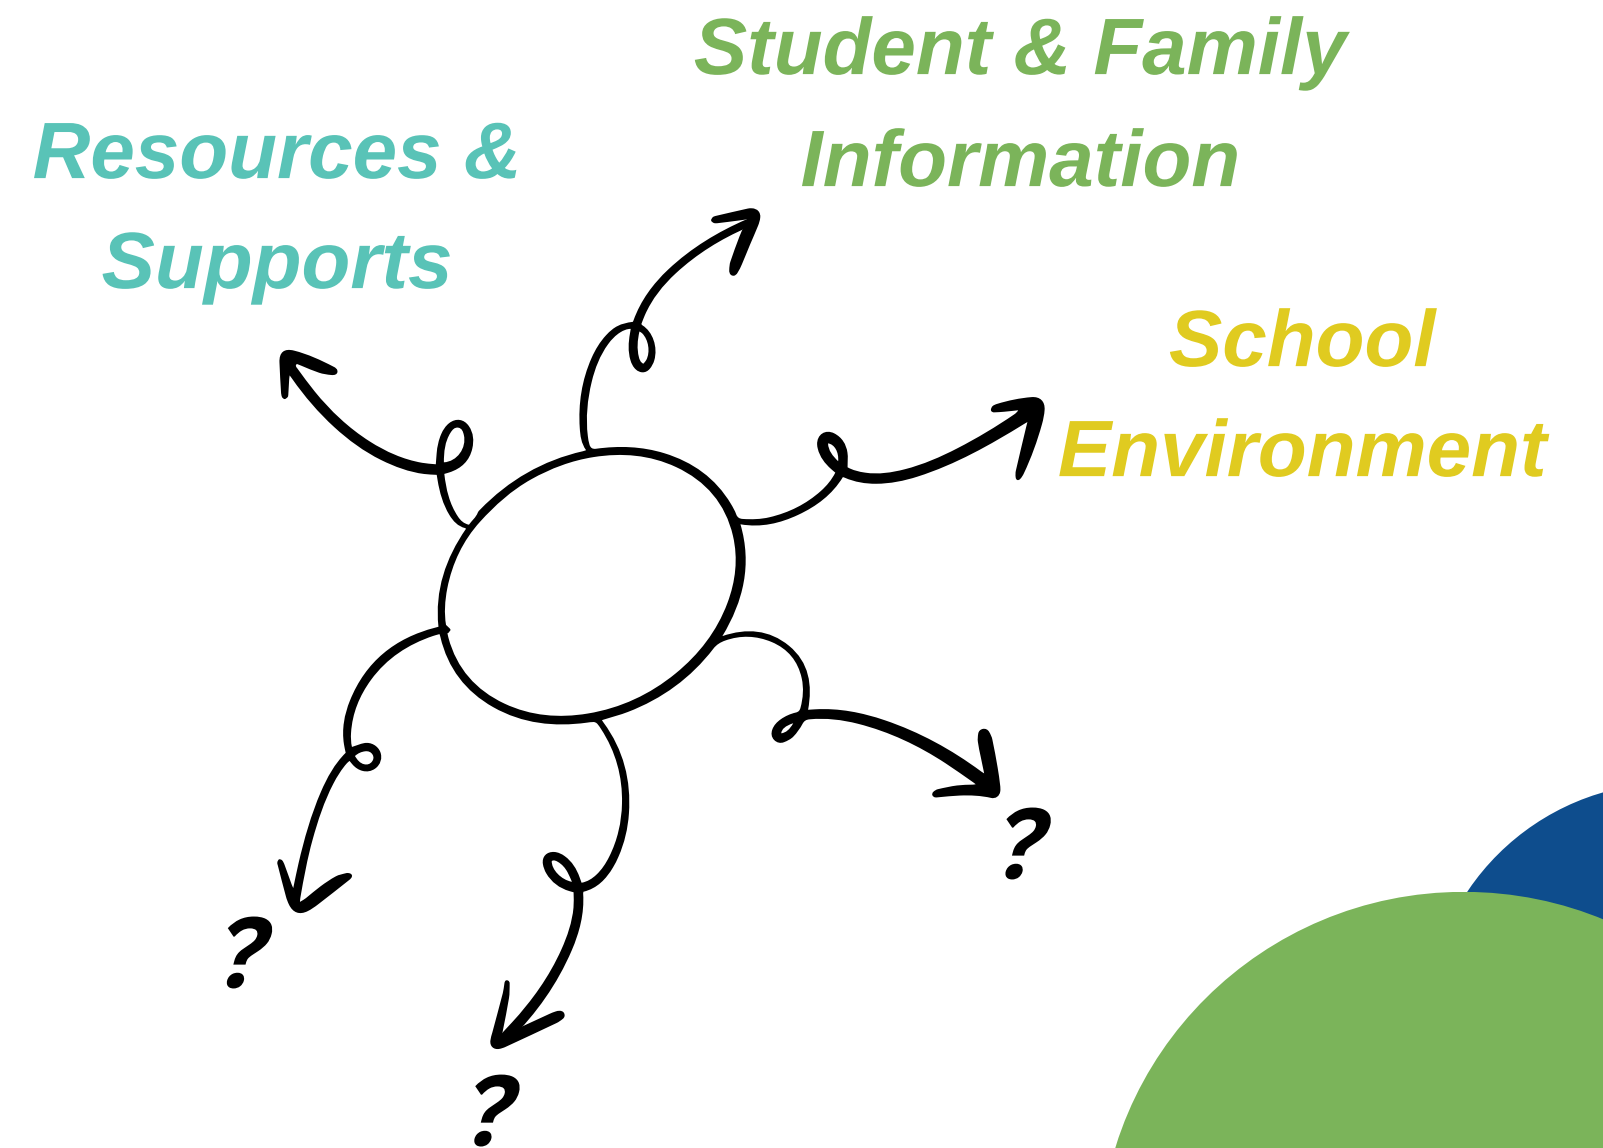 Student & Family
Information
Resources &
Supports
School
Environment
?
?
?